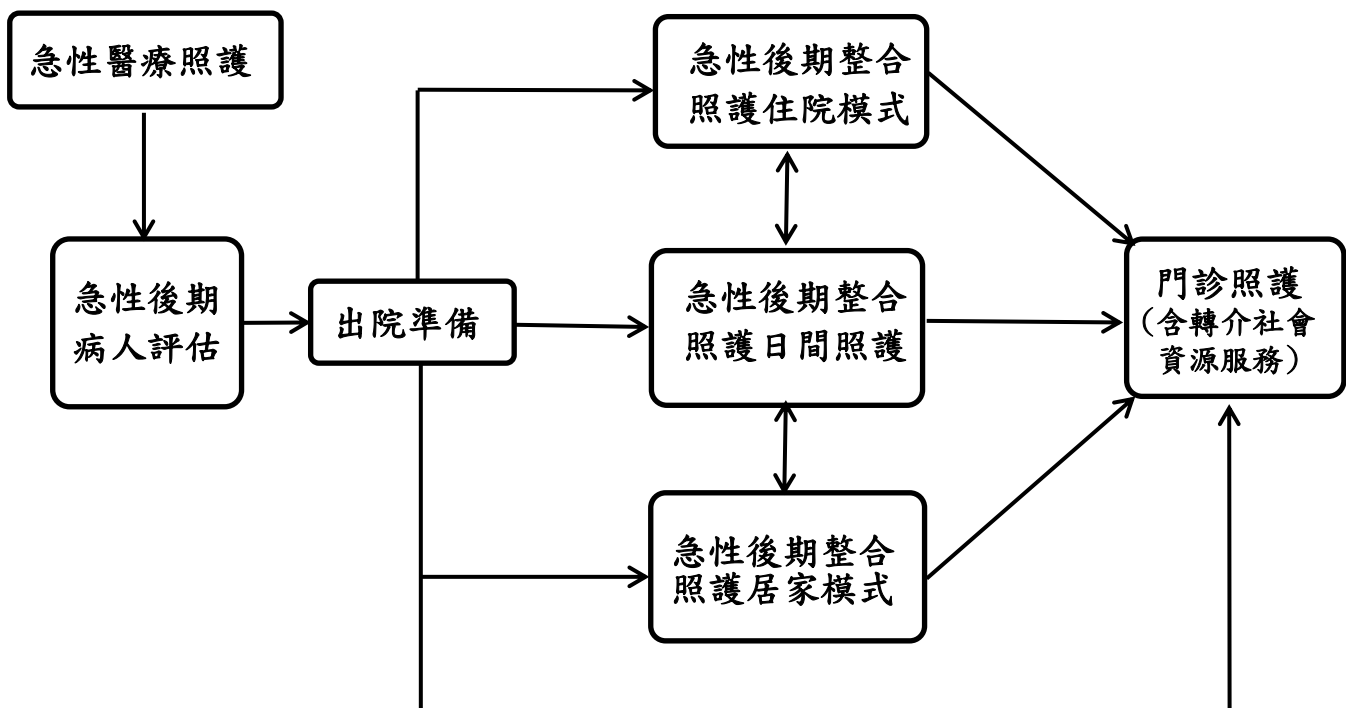 急性醫療照護
急性後期
病人評估
出院準備
急性後期整合
照護住院模式
急性後期整合
照護日間照護
急性後期整合
照護居家模式
門診照護
（含轉介社會
資源服務）